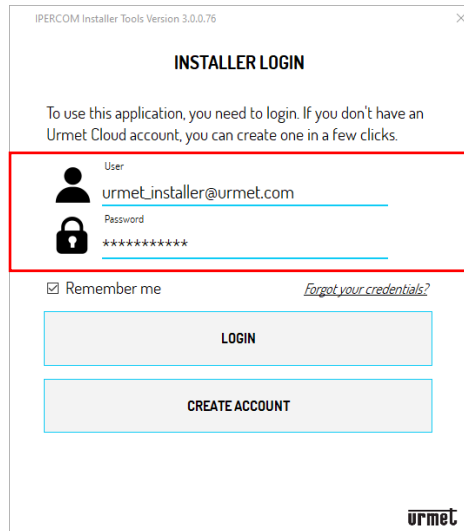 IPERCOM Installer Tools Version 3.0.0.76
INSTALLER LOGIN
To use this application, you need to login. If you don't have an
Urmet Cloud account, you can create one in a few clicks.
User
urmet_installer@urmet.com
Password
***********
Remember me
Forgot your credentials?
LOGIN
CREATE ACCOUNT
urmet